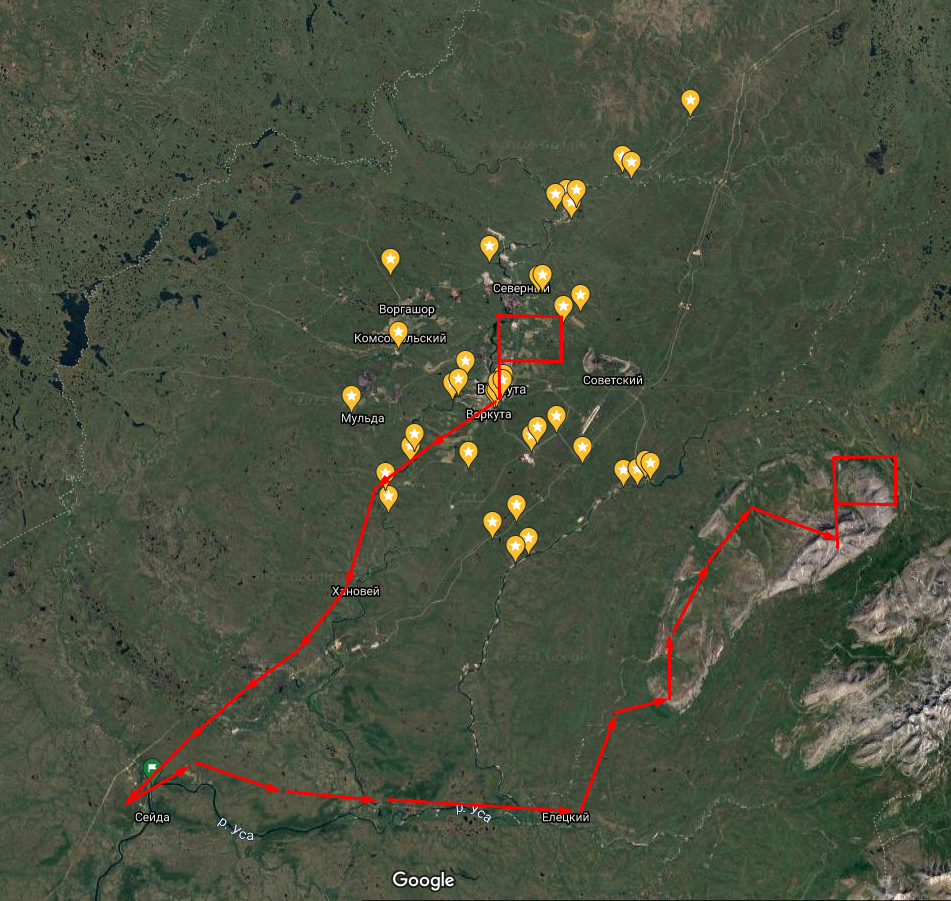 Северный
Воргашор
Комсомольский
Советский
Воркута
Мульда
Воркута
Хановей
Сейда
р. Уса
р. Уса
Елецкий
Google